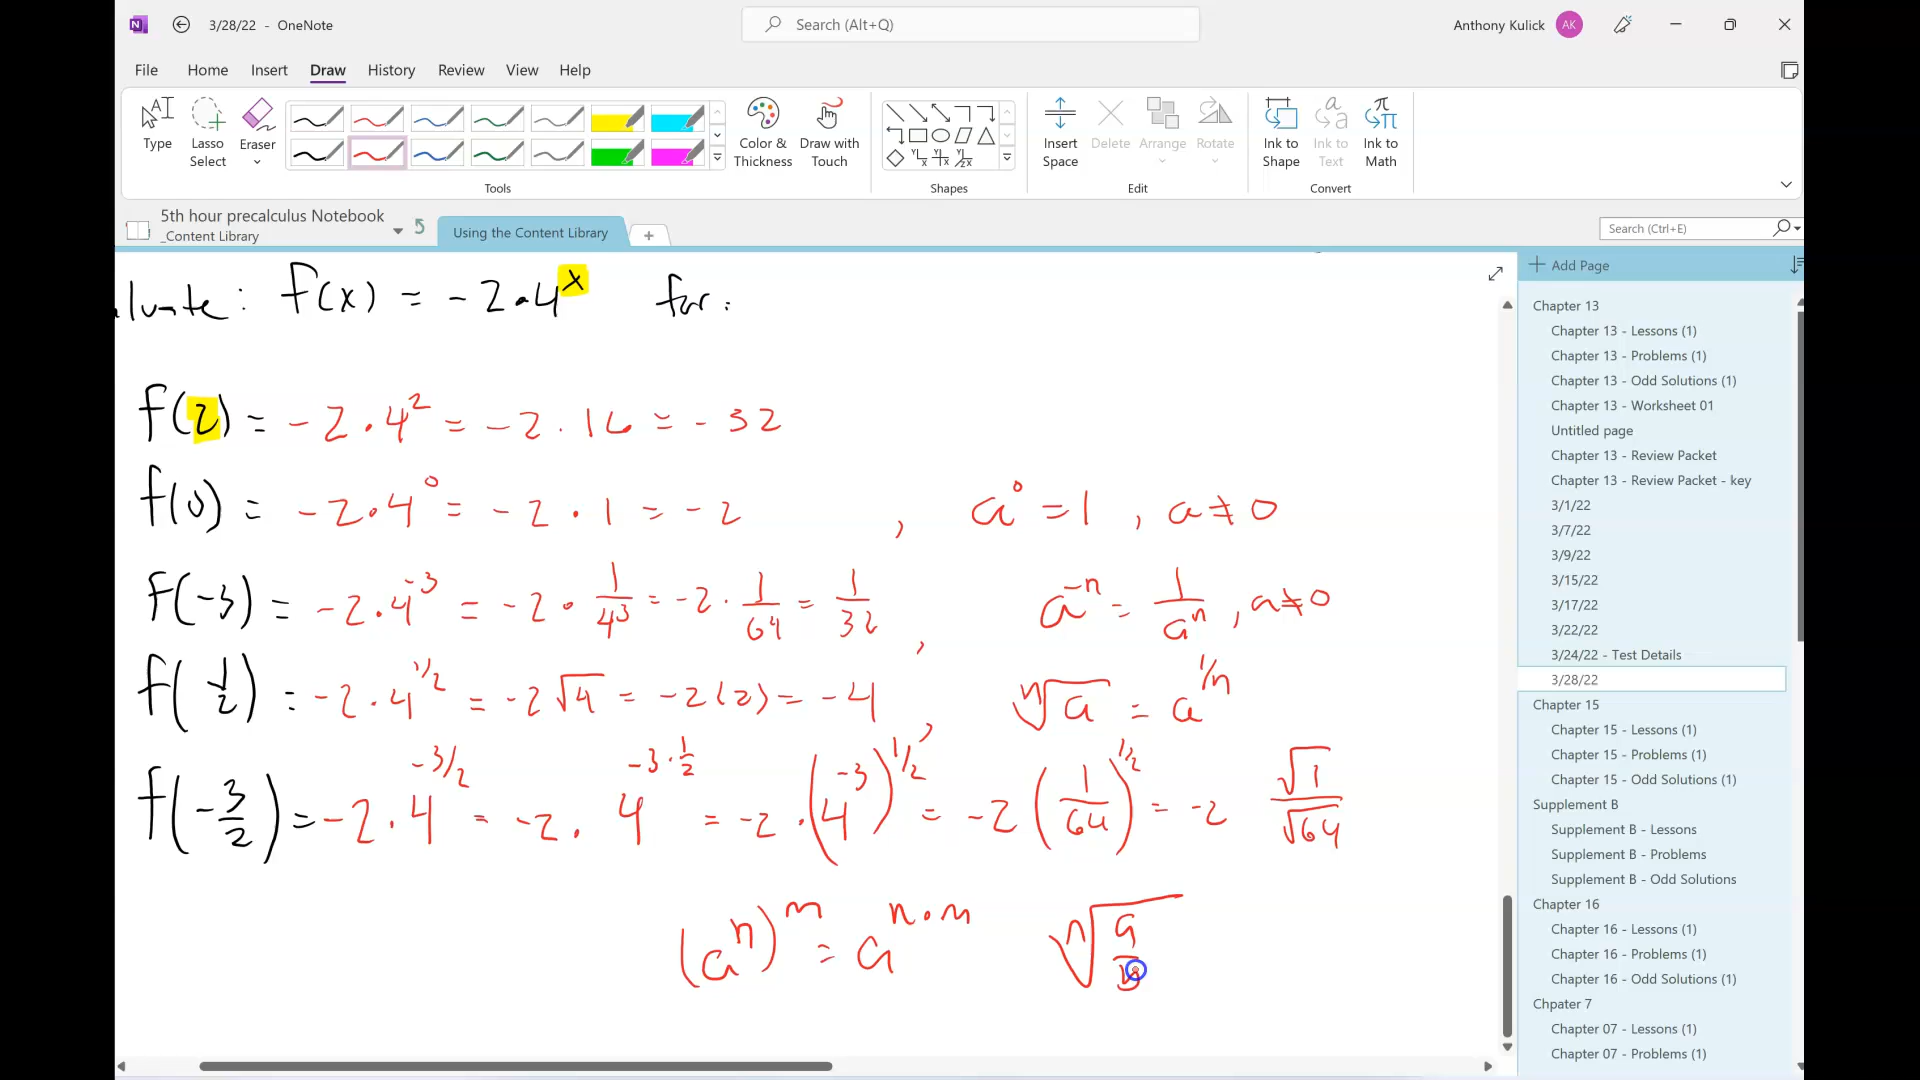 3/28/22 - OneNote
Search (Alt+Q)
Anthony Kulick AK
File Home Insert Draw History Review View Help
Type
Lasso Select
Eraser
Color & Thickness
Draw with Touch
Insert Space
Delete
Arrange
Rotate
Ink to Shape
Ink to Text
Ink to Math
Tools
Shapes
Edit
Convert
5th hour precalculus Notebook
_Content Library
Using the Content Library
Search (Ctrl+E)
aluate: f(x) = -2·4^x for:
f(2) = -2·4^2 = -2·16 = -32
f(0) = -2·4^0 = -2·1 = -2 , a^0 = 1, a≠0
f(-3) = -2·4^-3 = -2·1/4^3 = -2·1/64 = 1/32 , a^-n = 1/a^n, a≠0
f(1/2) = -2·4^1/2 = -2√4 = -2(2) = -4 , ⁿ√a = a^1/n
f(-3/2) = -2·4^-3/2 = -2·4^-3·1/2 = -2·(4^-3)^1/2 = -2(1/64)^1/2 = -2 √1/√64
(a^n)^m = a^n·m ⁿ√a/b
Add Page
Chapter 13
Chapter 13 - Lessons (1)
Chapter 13 - Problems (1)
Chapter 13 - Odd Solutions (1)
Chapter 13 - Worksheet 01
Untitled page
Chapter 13 - Review Packet
Chapter 13 - Review Packet - key
3/1/22
3/7/22
3/9/22
3/15/22
3/17/22
3/22/22
3/24/22 - Test Details
3/28/22
Chapter 15
Chapter 15 - Lessons (1)
Chapter 15 - Problems (1)
Chapter 15 - Odd Solutions (1)
Supplement B
Supplement B - Lessons
Supplement B - Problems
Supplement B - Odd Solutions
Chapter 16
Chapter 16 - Lessons (1)
Chapter 16 - Problems (1)
Chapter 16 - Odd Solutions (1)
Chpater 7
Chapter 07 - Lessons (1)
Chapter 07 - Problems (1)